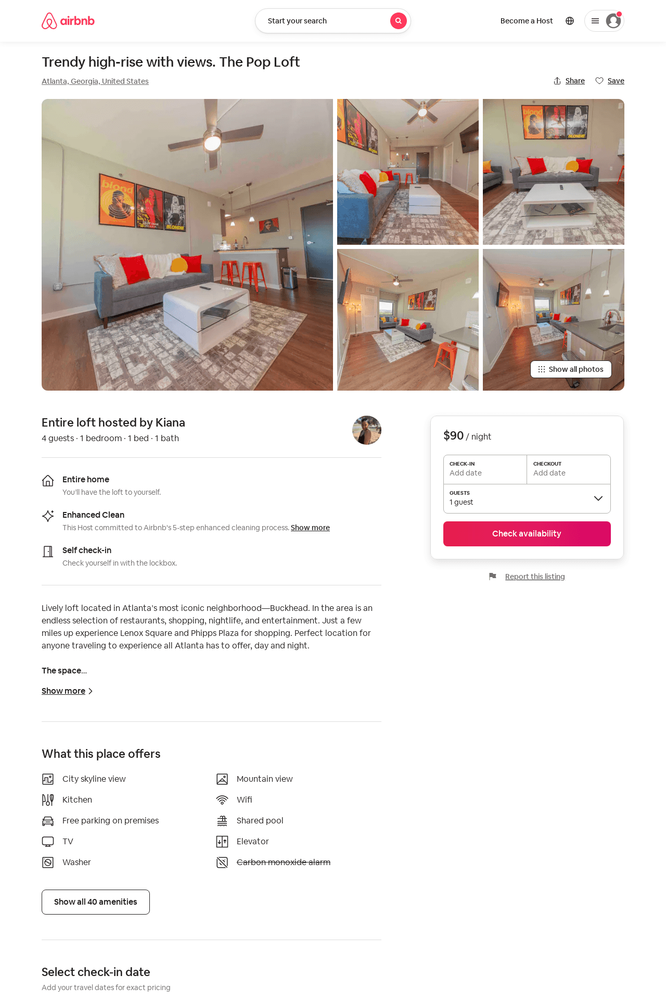 airbnb
Start your search
Become a Host
Trendy high-rise with views. The Pop Loft
Atlanta, Georgia, United States
Share
Save
blond
BLONDIE
blond
blond
BLONDIE
Show all photos
Entire loft hosted by Kiana
4 guests · 1 bedroom · 1 bed · 1 bath
$90 / night
CHECK-IN
Add date
CHECKOUT
Add date
GUESTS
1 guest
Check availability
Report this listing
Entire home
You’ll have the loft to yourself.
Enhanced Clean
This Host committed to Airbnb's 5-step enhanced cleaning process. Show more
Self check-in
Check yourself in with the lockbox.
Lively loft located in Atlanta’s most iconic neighborhood—Buckhead. In the area is an
endless selection of restaurants, shopping, nightlife, and entertainment. Just a few
miles up experience Lenox Square and Phipps Plaza for shopping. Perfect location for
anyone traveling to experience all Atlanta has to offer, day and night.
The space…
Show more
What this place offers
City skyline view
Mountain view
Kitchen
Wifi
Free parking on premises
Shared pool
TV
Elevator
Washer
Carbon monoxide alarm
Show all 40 amenities
Select check-in date
Add your travel dates for exact pricing